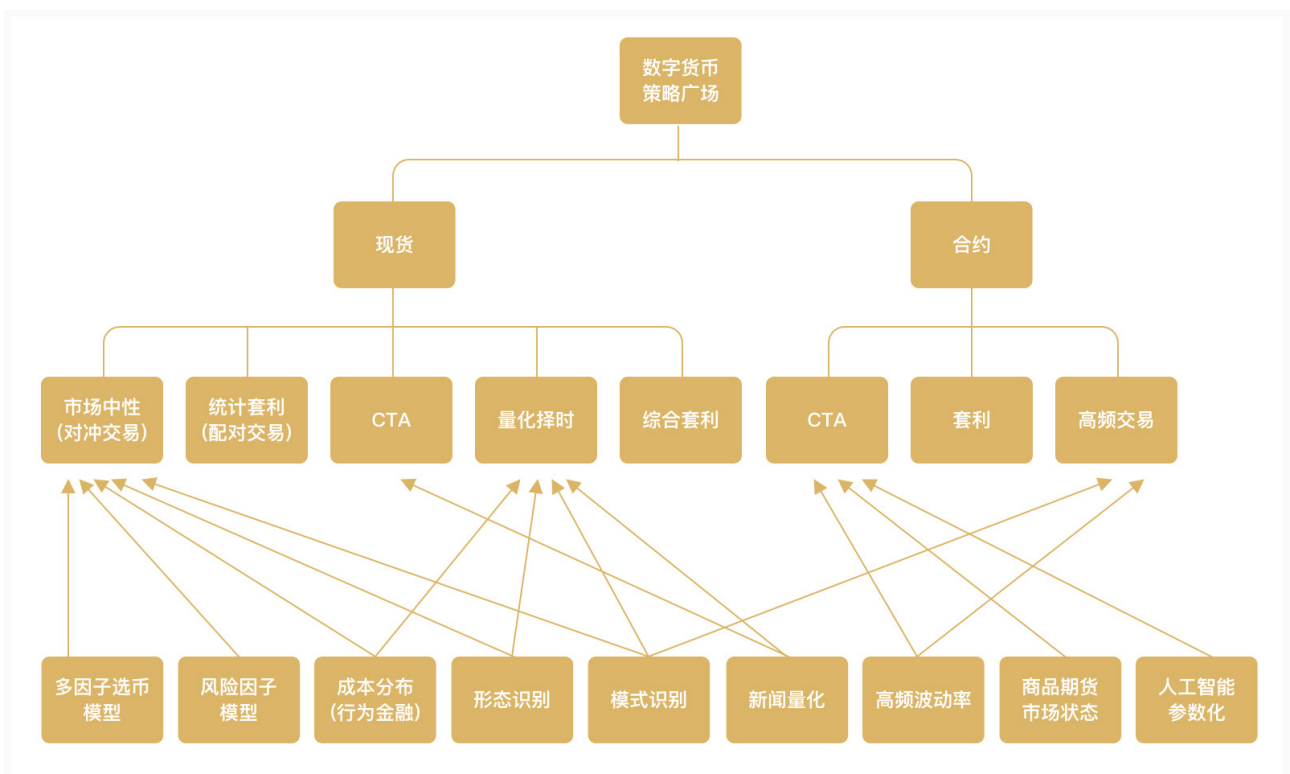 数字货币
策略广场
现货
合约
市场中性
(对冲交易)
统计套利
(配对交易)
CTA
量化择时
综合套利
CTA
套利
高频交易
多因子选币
模型
风险因子
模型
成本分布
(行为金融)
形态识别
模式识别
新闻量化
高频波动率
商品期货
市场状态
人工智能
参数化